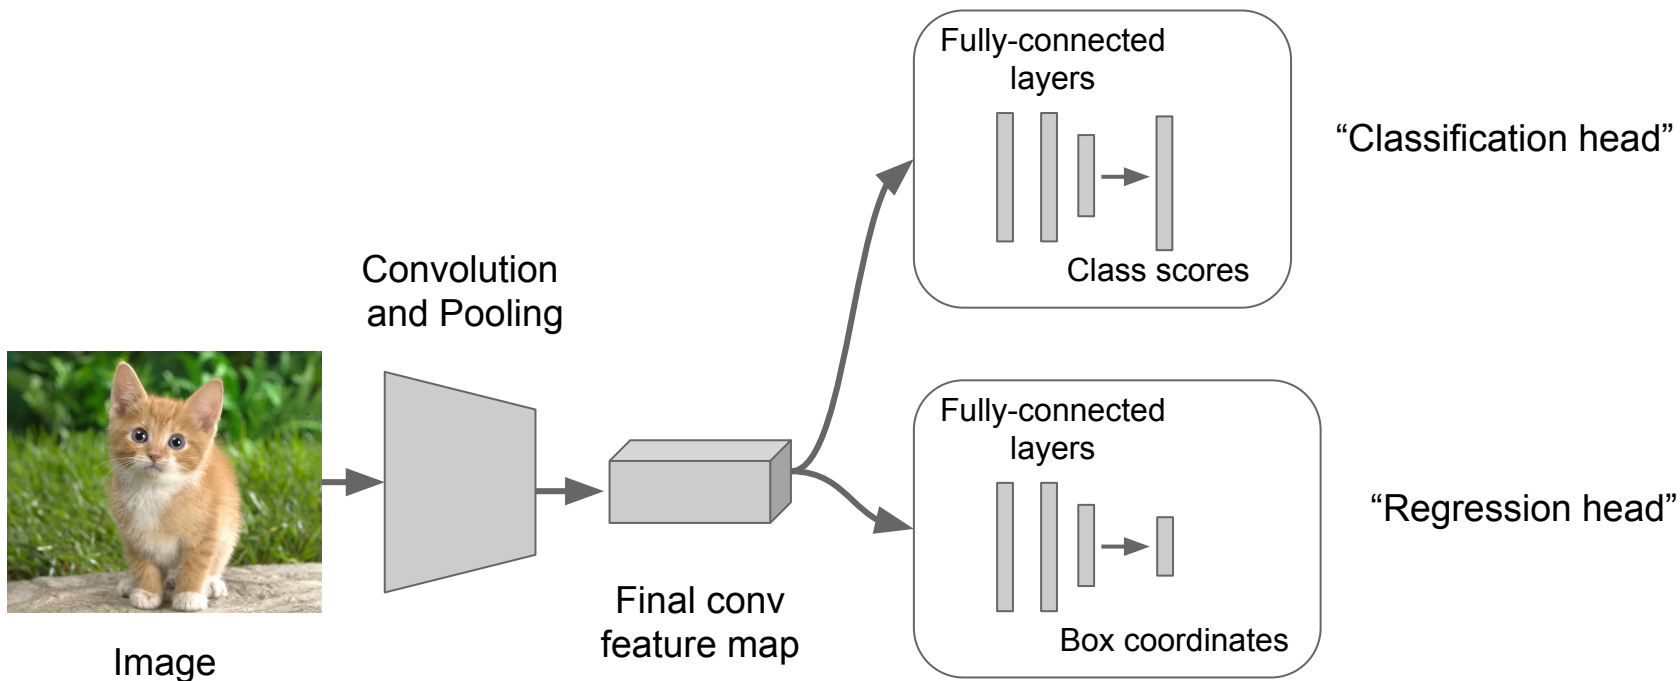 Fully-connected
layers
Class scores
“Classification head”
Convolution
and Pooling
Fully-connected
layers
Box coordinates
“Regression head”
Final conv
feature map
Image